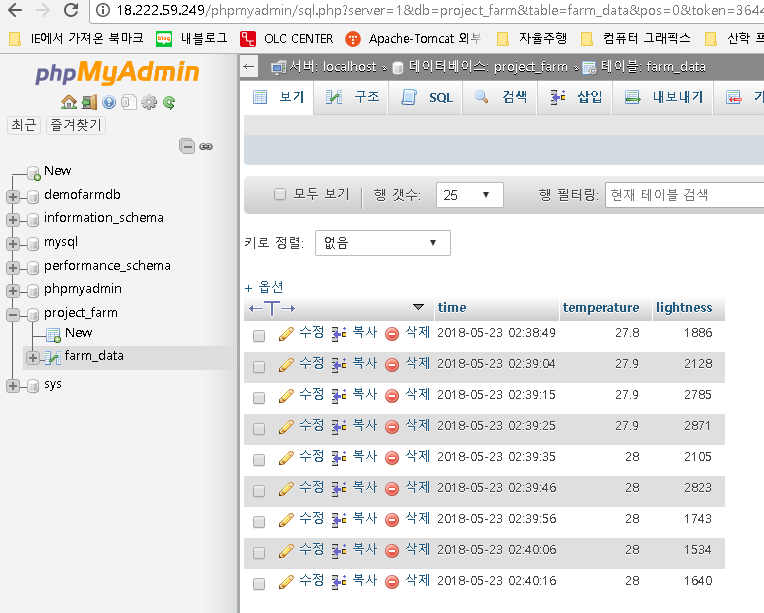 18.222.59.249/phpmyadmin/sql.php?server=1&db=project_farm&table=farm_data&pos=0&token=3644
IE에서 가져온 북마크 blog 내블로그 OLC CENTER Apache-Tomcat 외부 자율주행 컴퓨터 그래픽스 산학
phpMyAdmin
최근 즐겨찾기
New
demofarmdb
information_schema
mysql
performance_schema
phpmyadmin
project_farm
New
farm_data
sys
서버: localhost » 데이터베이스: project_farm » 테이블: farm_data
보기 구조 SQL 검색 삽입 내보내기
모두 보기 행 갯수: 25 행 필터링: 현재 테이블 검색
키로 정렬: 없음
+ 옵션
←T→ time temperature lightness
수정 복사 삭제 2018-05-23 02:38:49 27.8 1886
수정 복사 삭제 2018-05-23 02:39:04 27.9 2128
수정 복사 삭제 2018-05-23 02:39:15 27.9 2785
수정 복사 삭제 2018-05-23 02:39:25 27.9 2871
수정 복사 삭제 2018-05-23 02:39:35 28 2105
수정 복사 삭제 2018-05-23 02:39:46 28 2823
수정 복사 삭제 2018-05-23 02:39:56 28 1743
수정 복사 삭제 2018-05-23 02:40:06 28 1534
수정 복사 삭제 2018-05-23 02:40:16 28 1640